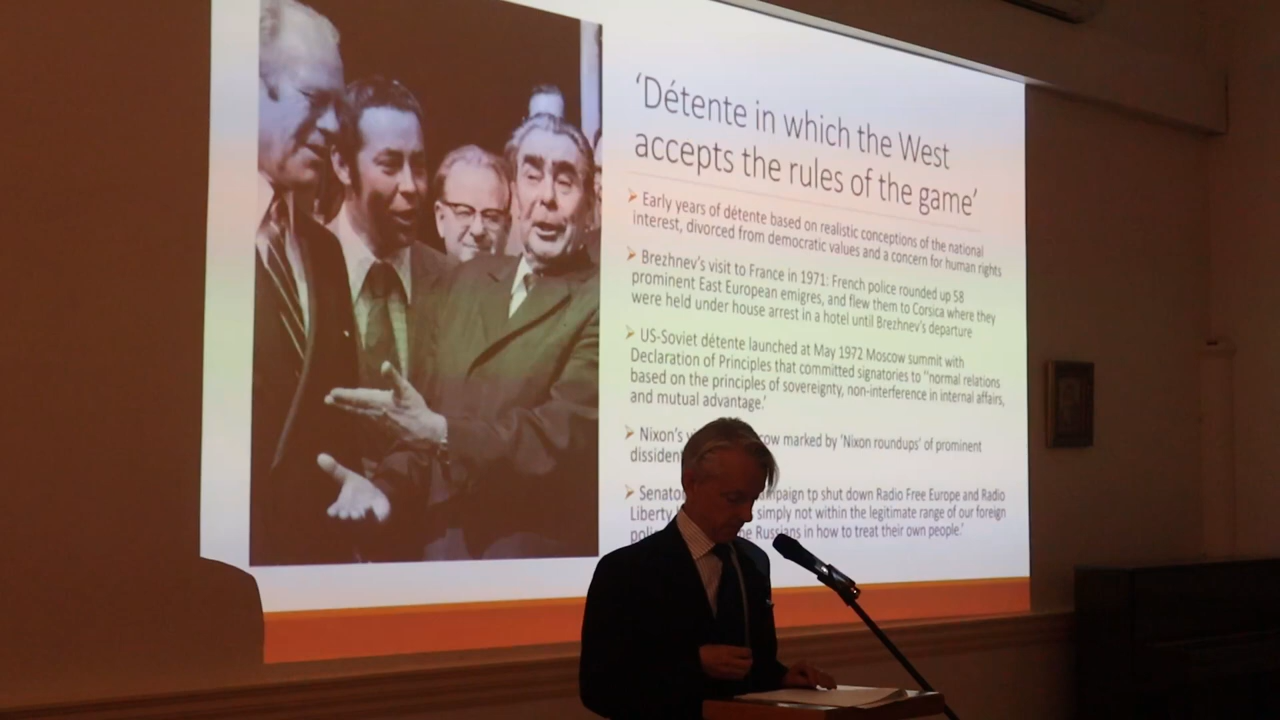 ‘Détente in which the West
accepts the rules of the game’
Early years of détente based on realistic conceptions of the national
interest, divorced from democratic values and a concern for human rights
Brezhnev's visit to France in 1971: French police rounded up 58
prominent East European emigres, and flew them to Corsica where they
were held under house arrest in a hotel until Brezhnev's departure
US-Soviet détente launched at May 1972 Moscow summit with
Declaration of Principles that committed signatories to "normal relations
based on the principles of sovereignty, non-interference in internal affairs,
and mutual advantage.'
Nixon's marked by 'Nixon roundups' of prominent
Senato tp shut down Radio Free Europe and Radio
Liberty simply not within the legitimate range of our foreign
Russians in how to treat their own people.'